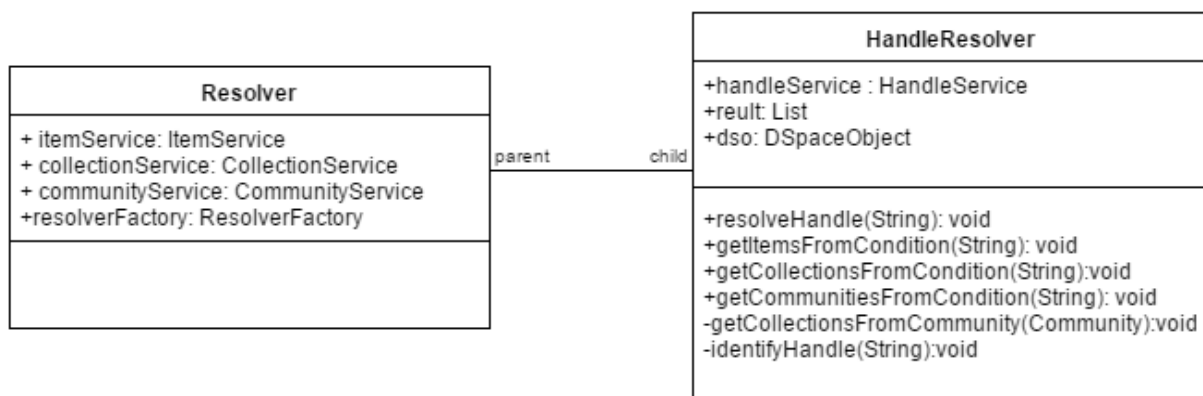 Resolver
+ itemService: ItemService
+ collectionService: CollectionService
+ communityService: CommunityService
+resolverFactory: ResolverFactory
parent
child
HandleResolver
+handleService : HandleService
+reult: List
+dso: DSpaceObject
+resolveHandle(String): void
+getItemsFromCondition(String): void
+getCollectionsFromCondition(String):void
+getCommunitiesFromCondition(String): void
-getCollectionsFromCommunity(Community):void
-identifyHandle(String):void